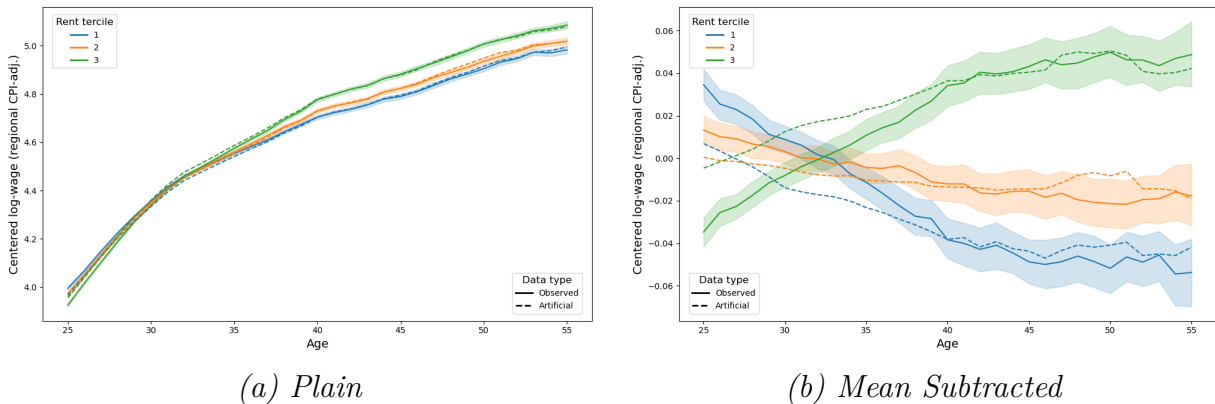 Rent tercile
1
2
3
Centered log-wage (regional CPI-adj.)
5.0
4.8
4.6
4.4
4.2
4.0
Data type
Observed
Artificial
25
30
35
40
45
50
55
Age
(a) Plain
Rent tercile
1
2
3
Centered log-wage (regional CPI-adj.)
0.06
0.04
0.02
0.00
−0.02
−0.04
−0.06
Data type
Observed
Artificial
25
30
35
40
45
50
55
Age
(b) Mean Subtracted